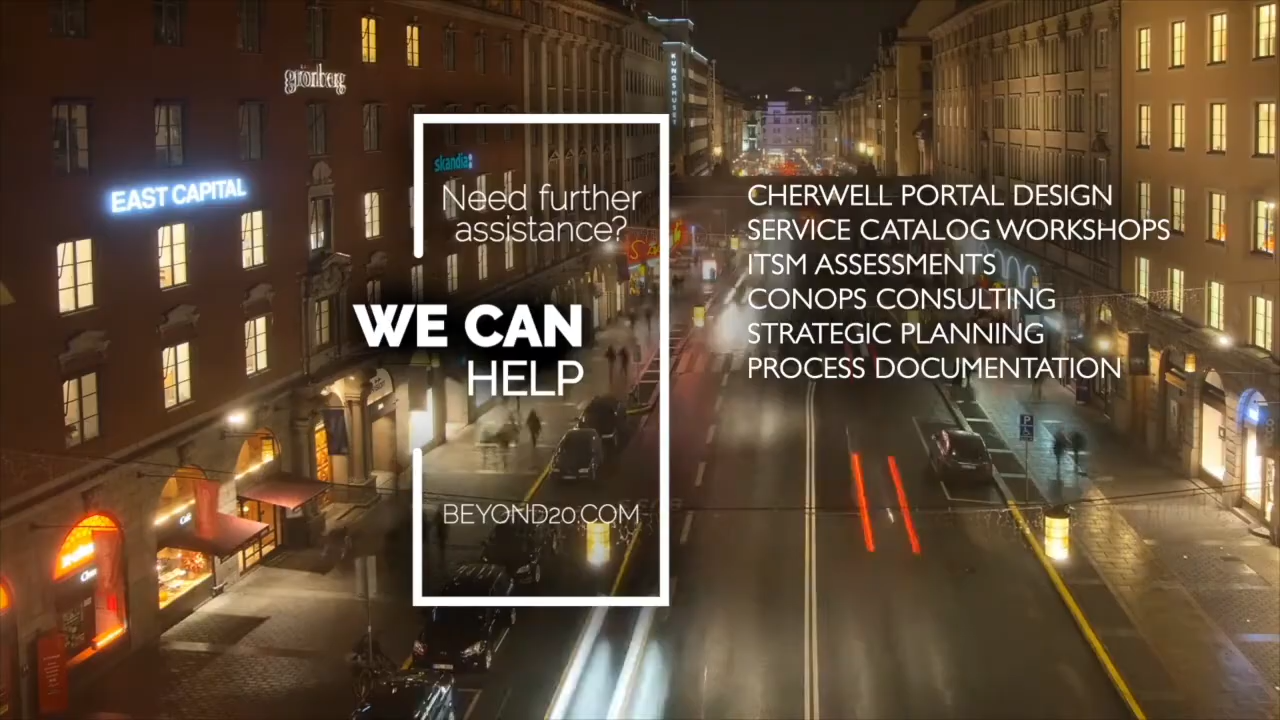 grönberg
KUNGSHUSET
skandia:
EAST CAPITAL
Need further
assistance?
WE CAN
HELP
BEYOND20.COM
CHERWELL PORTAL DESIGN
SERVICE CATALOG WORKSHOPS
ITSM ASSESSMENTS
CONOPS CONSULTING
STRATEGIC PLANNING
PROCESS DOCUMENTATION
P